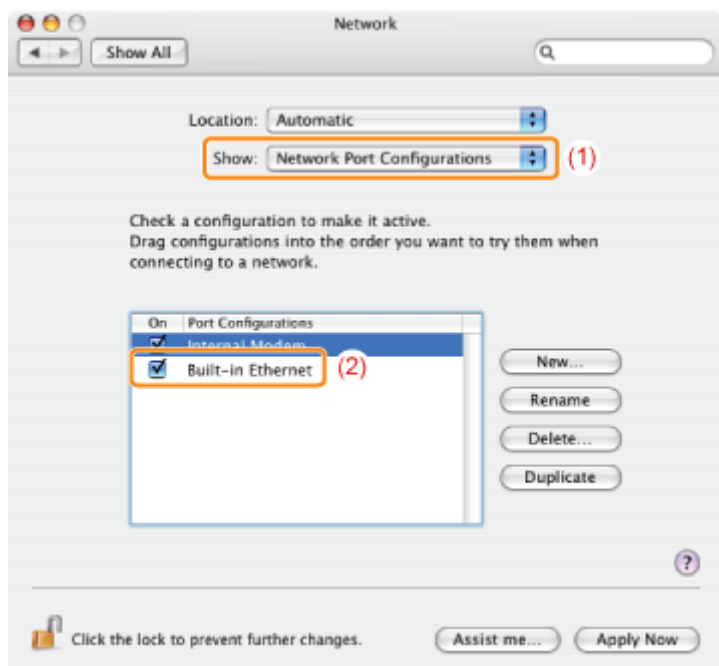 Network
Show All
Location: Automatic
Show: Network Port Configurations (1)
Check a configuration to make it active.
Drag configurations into the order you want to try them when
connecting to a network.
On Port Configurations
Internal Modem
Built-in Ethernet (2)
New...
Rename
Delete...
Duplicate
?
Click the lock to prevent further changes.
Assist me... Apply Now